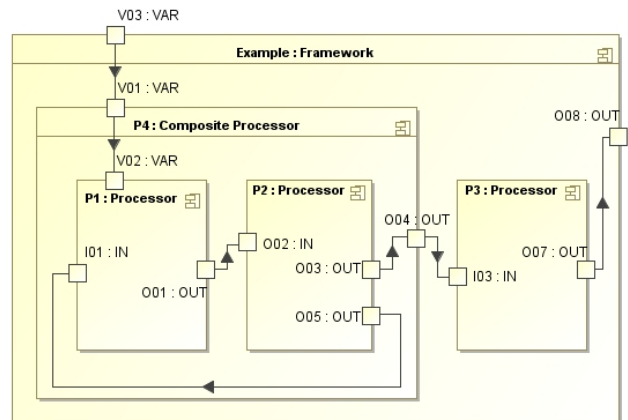 V03 : VAR
Example : Framework
V01 : VAR
O08 : OUT
P4 : Composite Processor
V02 : VAR
P1 : Processor
P2 : Processor
P3 : Processor
O04 : OUT
I01 : IN
O02 : IN
O07 : OUT
O03 : OUT
I03 : IN
O01 : OUT
O05 : OUT